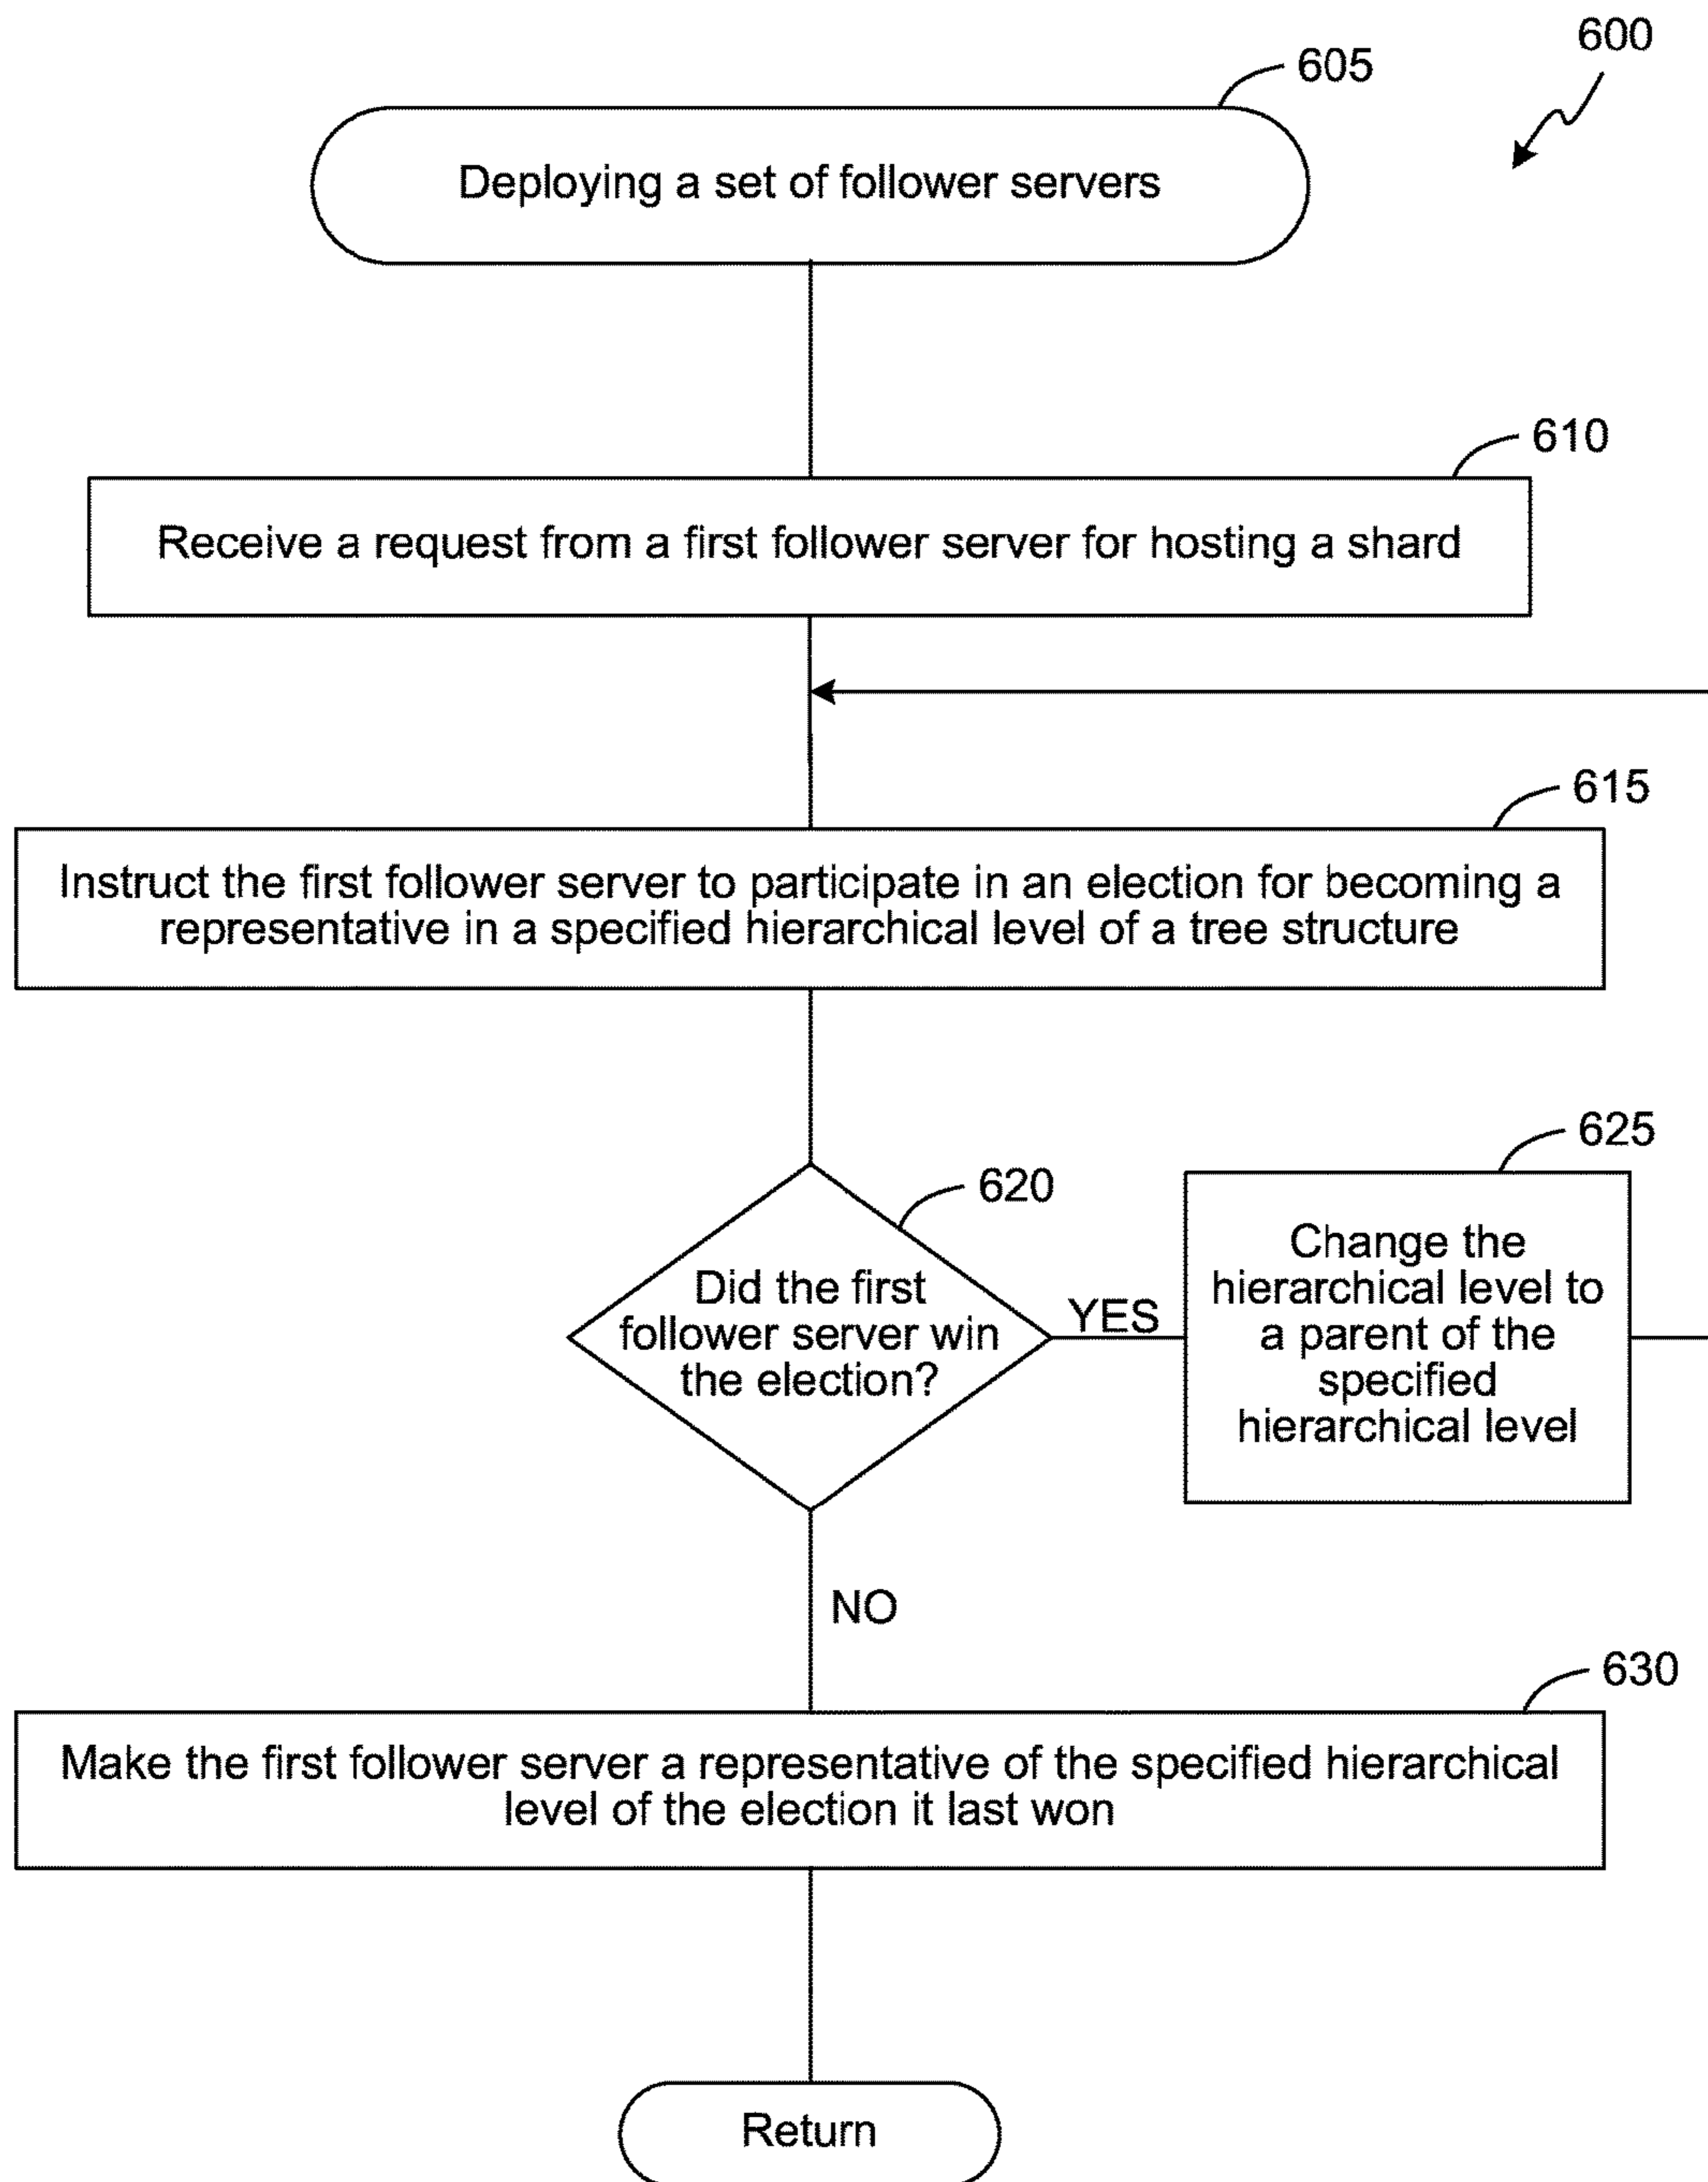 600
605
Deploying a set of follower servers
610
Receive a request from a first follower server for hosting a shard
615
Instruct the first follower server to participate in an election for becoming a
representative in a specified hierarchical level of a tree structure
620
Did the first
follower server win
the election?
YES
625
Change the
hierarchical level to
a parent of the
specified
hierarchical level
NO
630
Make the first follower server a representative of the specified hierarchical
level of the election it last won
Return